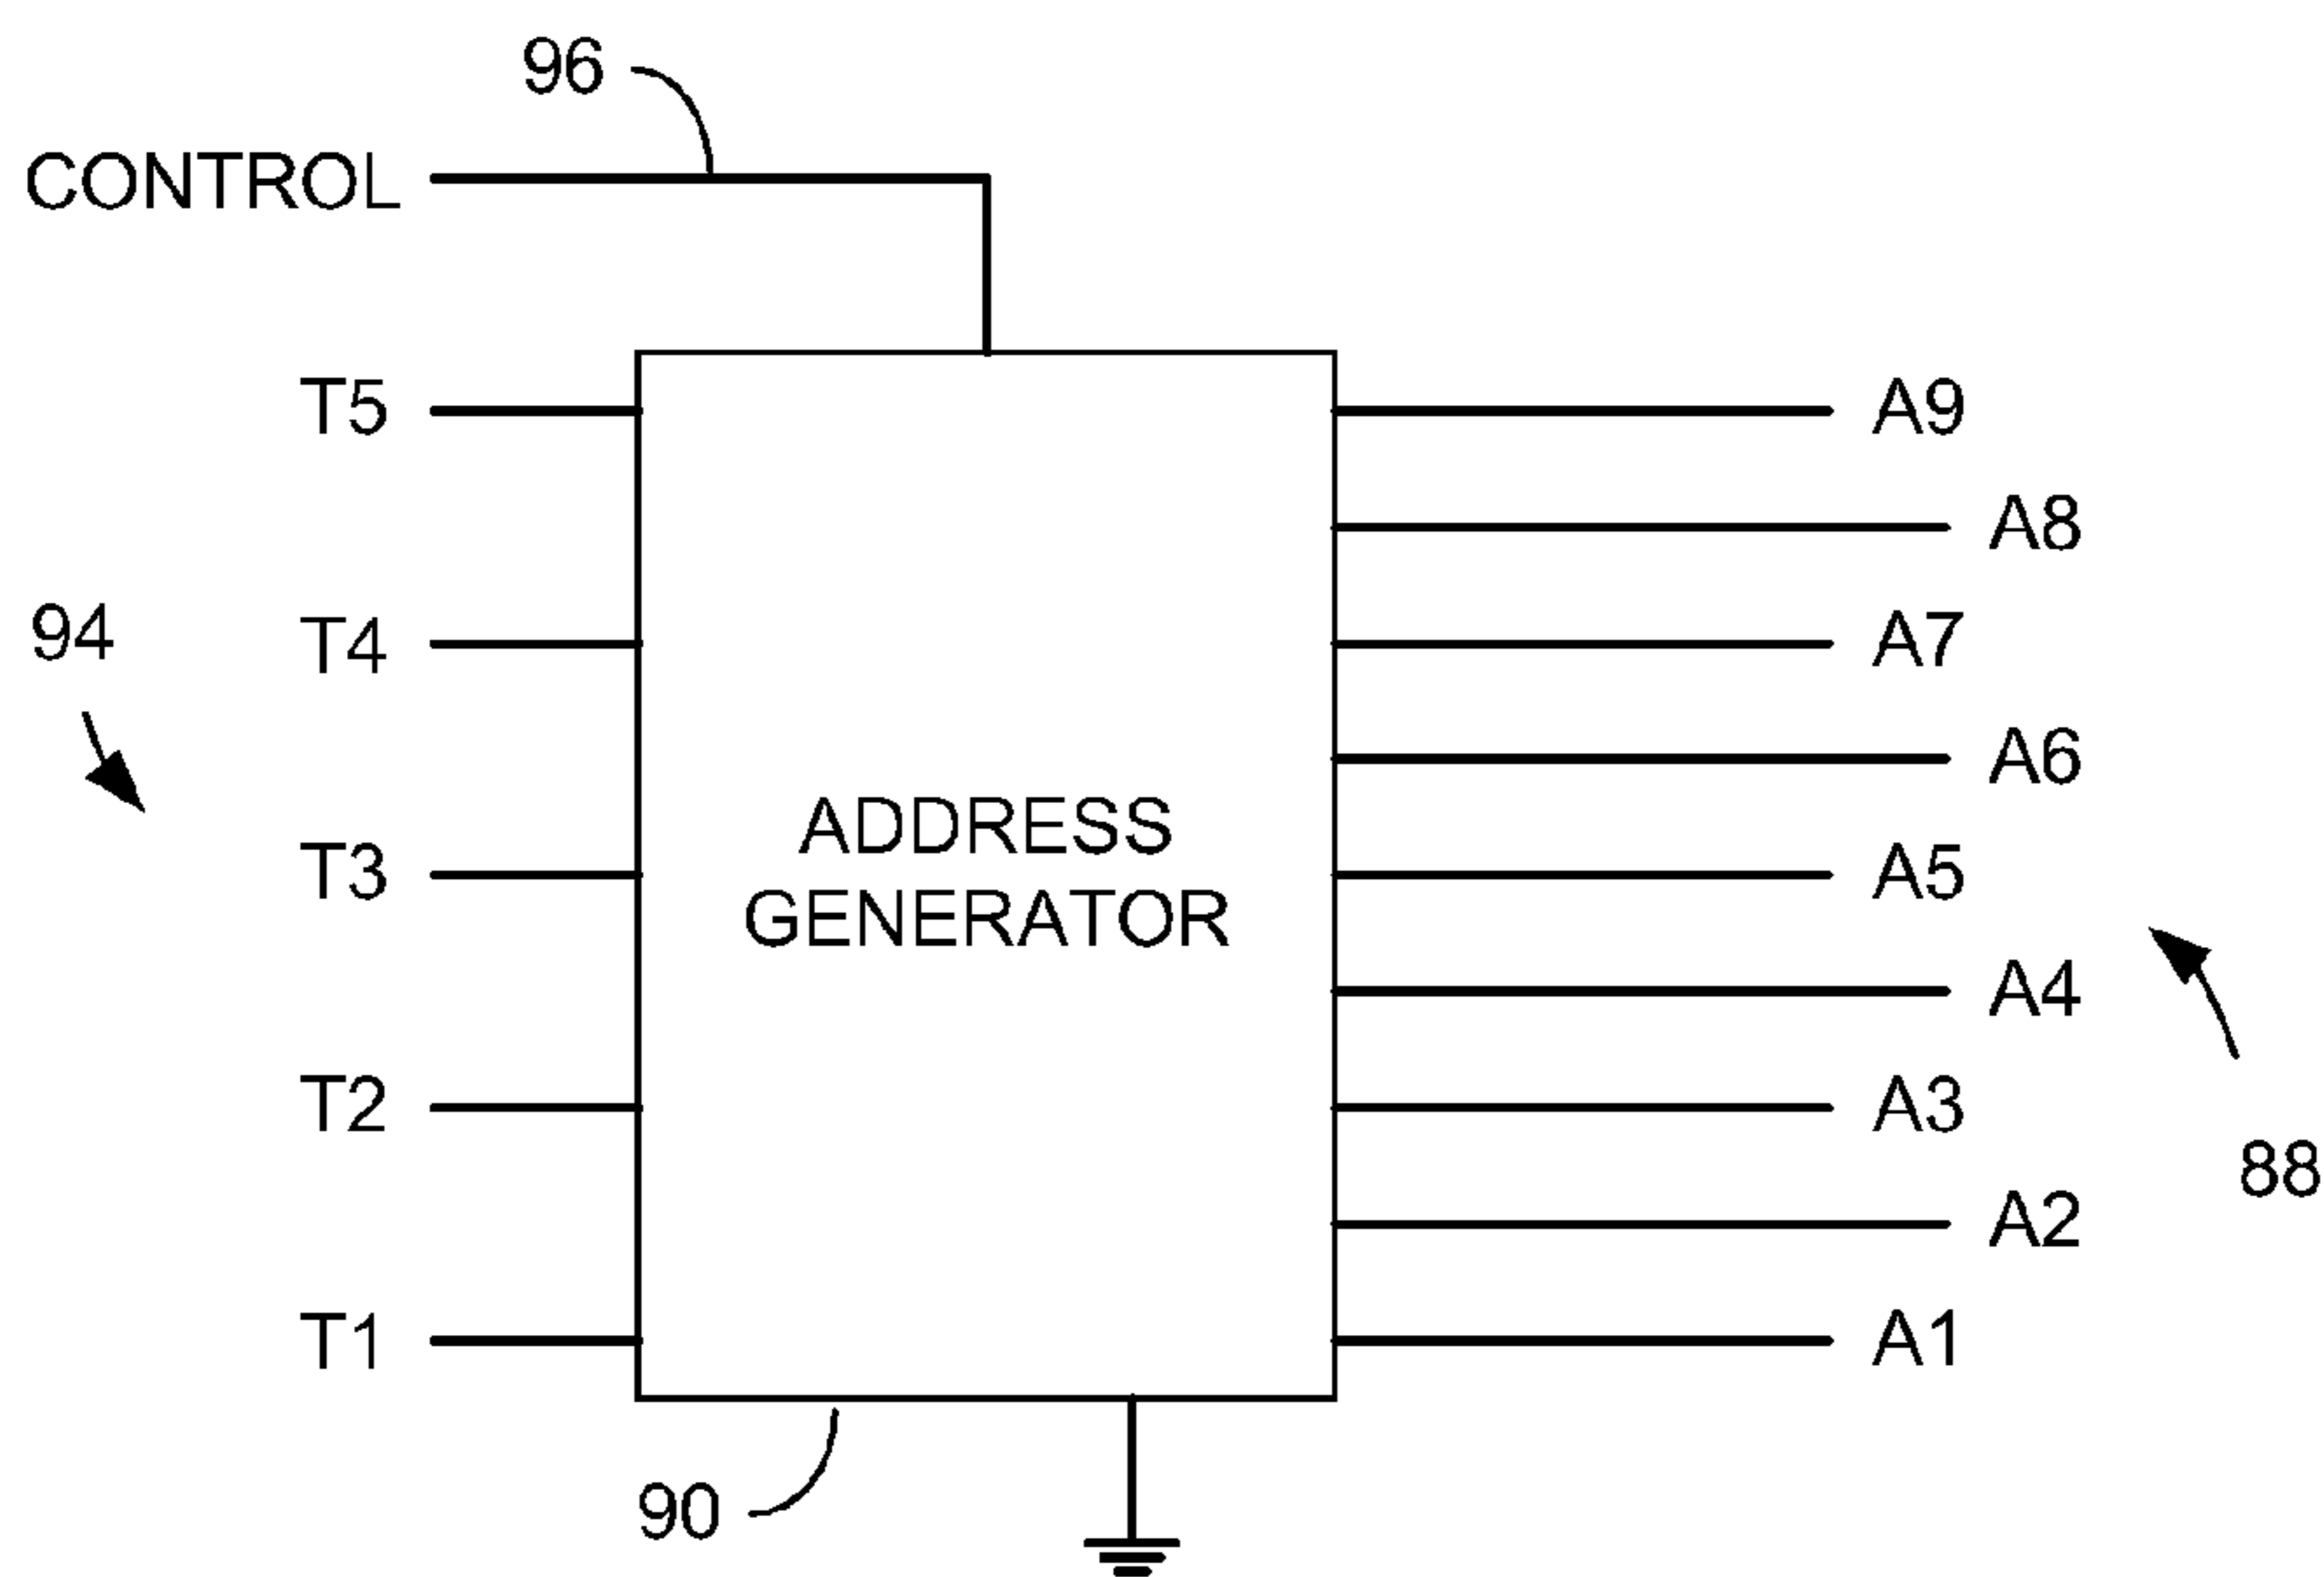 96
CONTROL
T5
A9
A8
94
T4
A7
A6
ADDRESS
GENERATOR
T3
A5
A4
T2
A3
88
A2
T1
A1
90